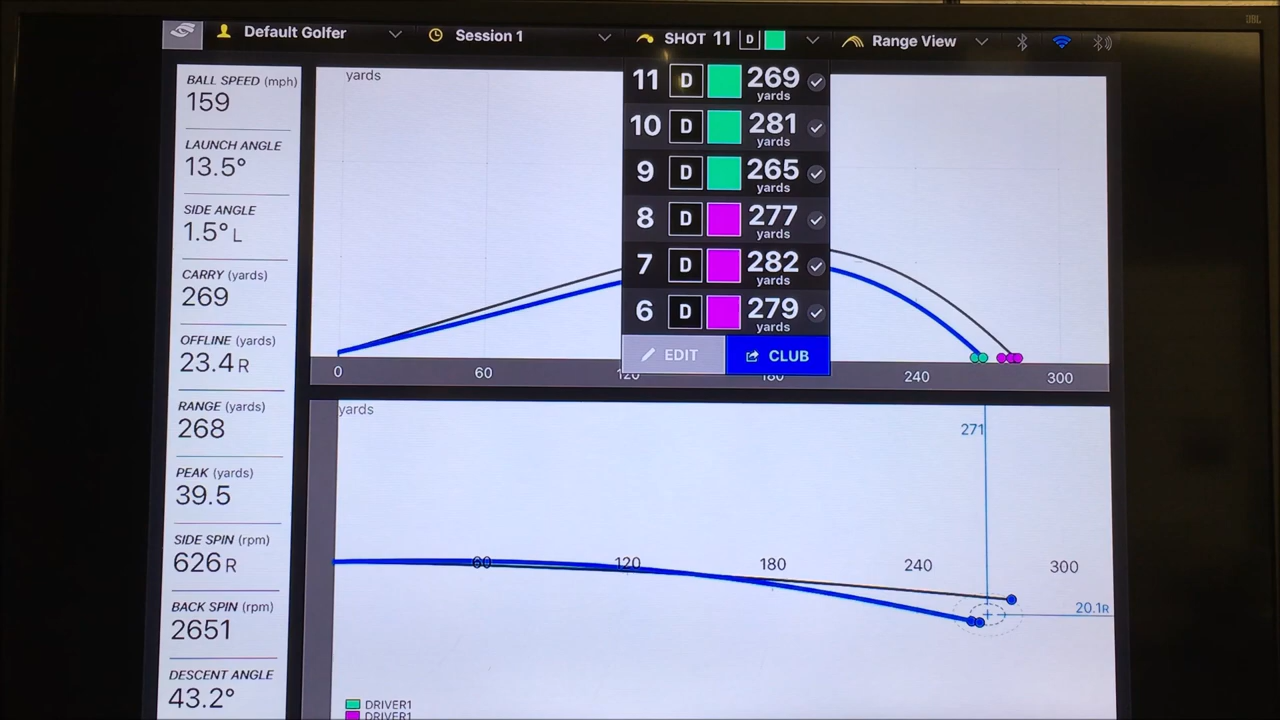 JBL
Default Golfer
Session 1
SHOT 11 D
Range View
BALL SPEED (mph)
159
LAUNCH ANGLE
13.5°
SIDE ANGLE
1.5° L
CARRY (yards)
269
OFFLINE (yards)
23.4 R
RANGE (yards)
268
PEAK (yards)
39.5
SIDE SPIN (rpm)
626 R
BACK SPIN (rpm)
2651
DESCENT ANGLE
43.2°
yards
11 D 269
yards
10 D 281
yards
9 D 265
yards
8 D 277
yards
7 D 282
yards
6 D 279
yards
EDIT CLUB
0 60 120 180 240 300
yards
271
60 120 180 240 300
20.1R
DRIVER1
DRIVER1